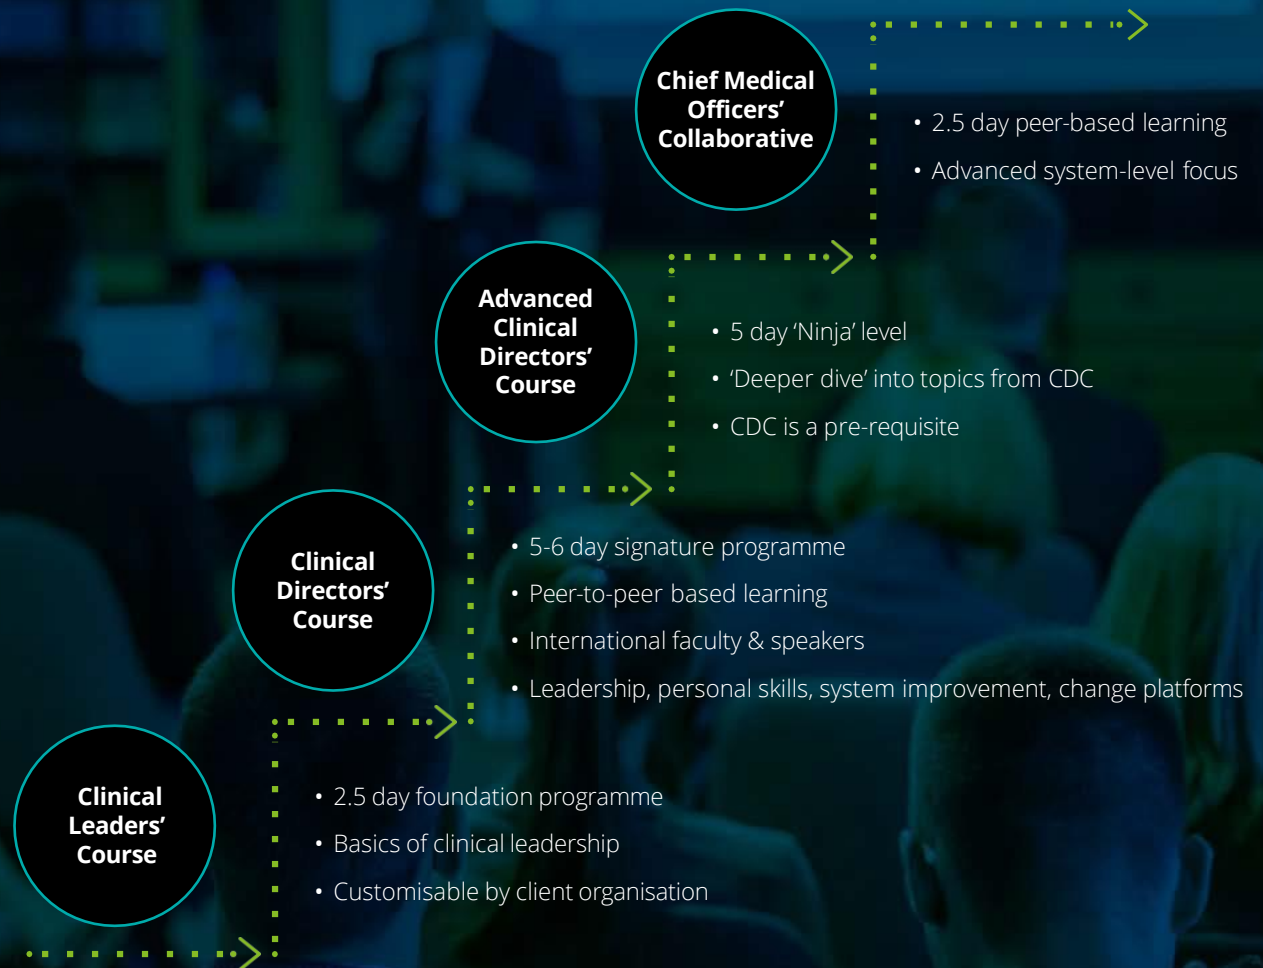 Chief Medical
Officers’
Collaborative
• 2.5 day peer-based learning
• Advanced system-level focus
Advanced
Clinical
Directors’
Course
• 5 day ‘Ninja’ level
• ‘Deeper dive’ into topics from CDC
• CDC is a pre-requisite
Clinical
Directors’
Course
• 5-6 day signature programme
• Peer-to-peer based learning
• International faculty & speakers
• Leadership, personal skills, system improvement, change platforms
Clinical
Leaders’
Course
• 2.5 day foundation programme
• Basics of clinical leadership
• Customisable by client organisation